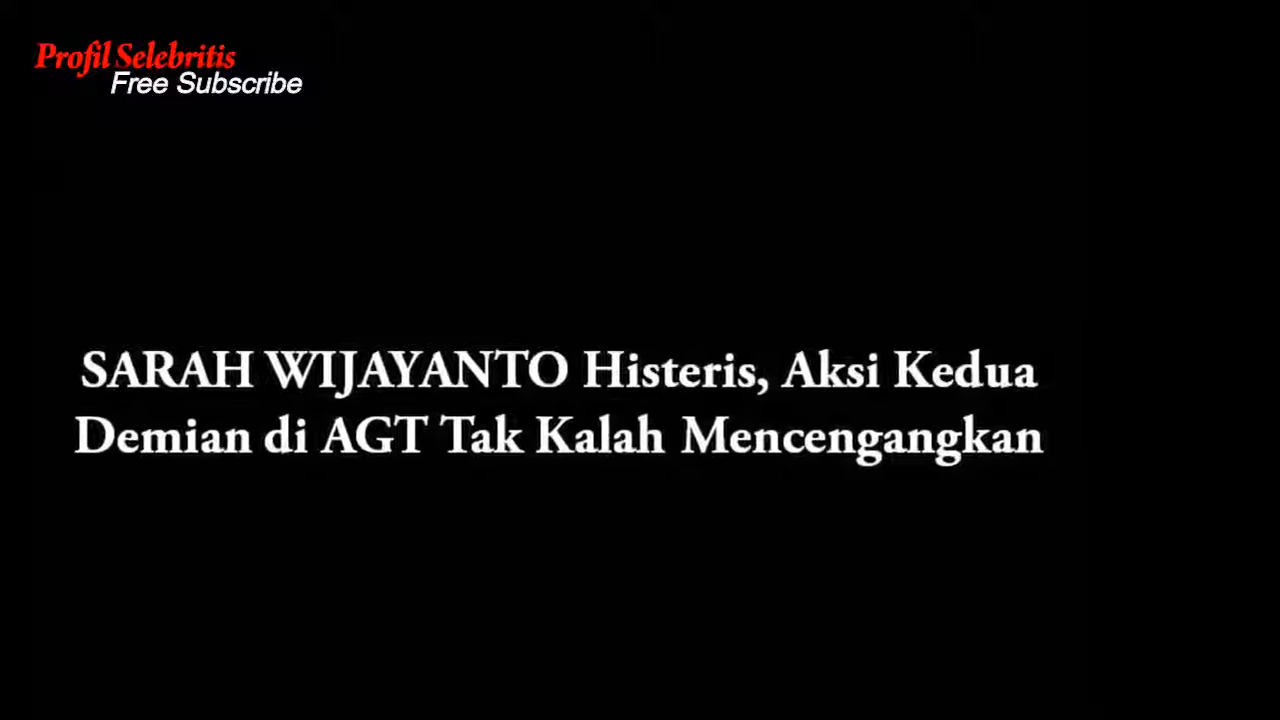 Profil Selebritis
Free Subscribe
SARAH WIJAYANTO Histeris, Aksi Kedua
Demian di AGT Tak Kalah Mencengangkan